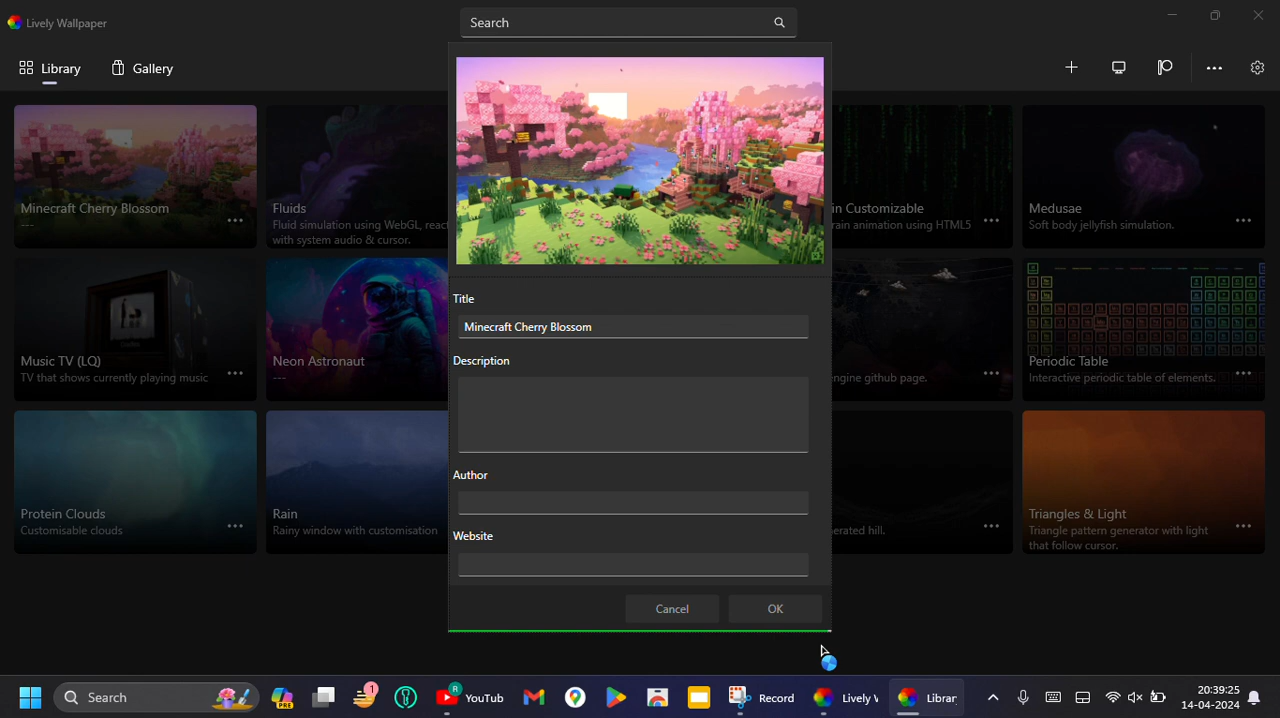 Lively Wallpaper
Search
Library
Gallery
Minecraft Cherry Blossom
---
Fluids
Fluid simulation using WebGL, react
with system audio & cursor.
in Customizable
rain animation using HTML5
Medusae
Soft body jellyfish simulation.
Music TV (LQ)
TV that shows currently playing music
Neon Astronaut
---
ngine github page.
Periodic Table
Interactive periodic table of elements.
Protein Clouds
Customisable clouds
Rain
Rainy window with customisation
erated hill.
Triangles & Light
Triangle pattern generator with light
that follow cursor.
Title
Minecraft Cherry Blossom
Description
Author
Website
Cancel
OK
Search
PRE
1
R
YouTube
Record
Lively
Librar
20:39:25
14-04-2024